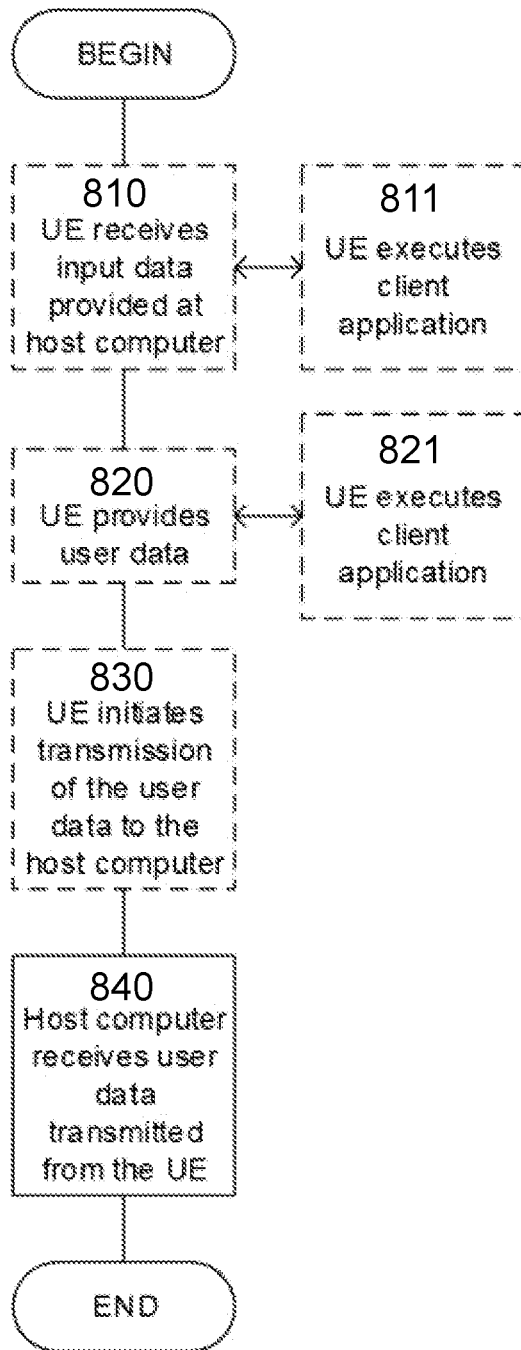 BEGIN
810
UE receives
input data
provided at
host computer
811
UE executes
client
application
820
UE provides
user data
821
UE executes
client
application
830
UE initiates
transmission
of the user
data to the
host computer
840
Host computer
receives user
data
transmitted
from the UE
END